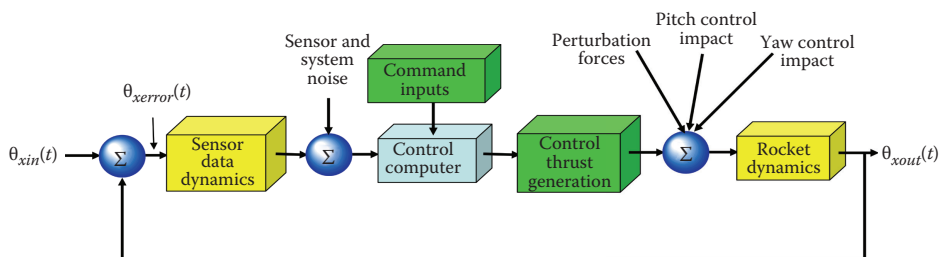 Sensor and
system
noise
Command
inputs
Perturbation
forces
Pitch control
impact
Yaw control
impact
θxerror(t)
θxin(t)
Σ
Sensor
data
dynamics
Σ
Control
computer
Control
thrust
generation
Σ
Rocket
dynamics
θxout(t)